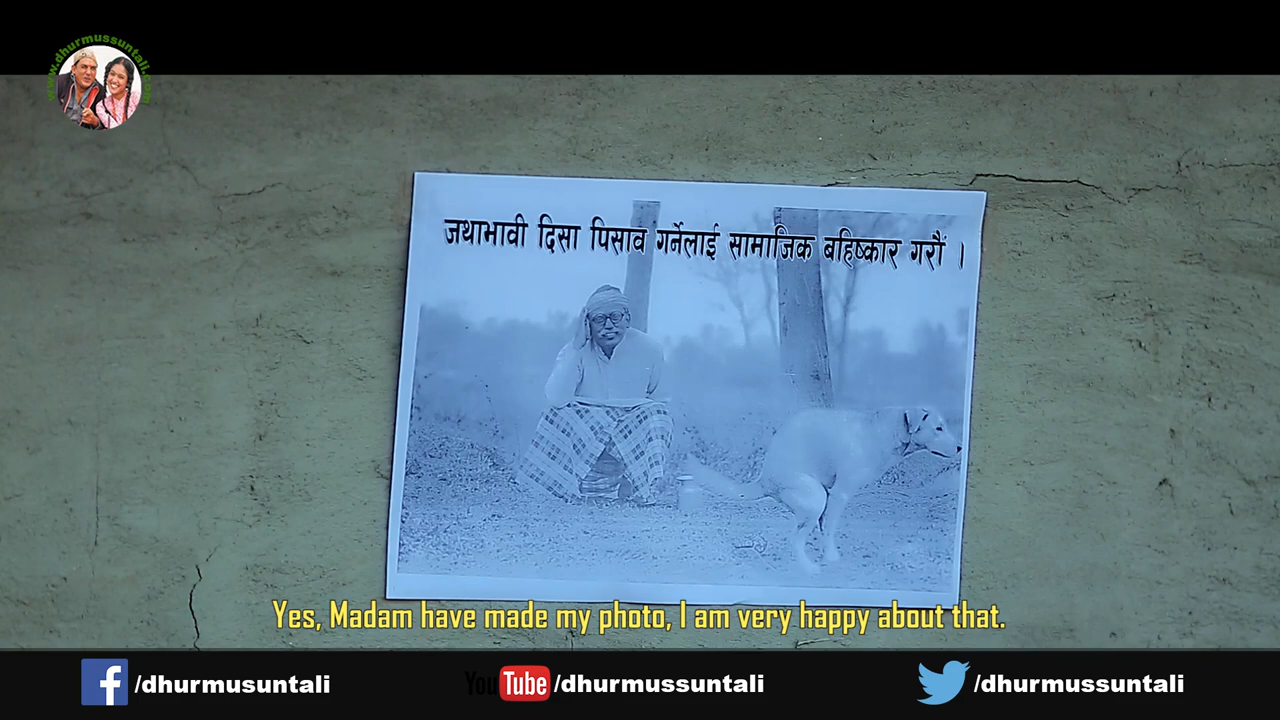 www.dhurmussuntali.com
जथाभावी दिसा पिसाव गर्नेलाई सामाजिक बहिष्कार गरौं ।
Yes, Madam have made my photo, I am very happy about that.
/dhurmusuntali
YouTube /dhurmussuntali
/dhurmussuntali